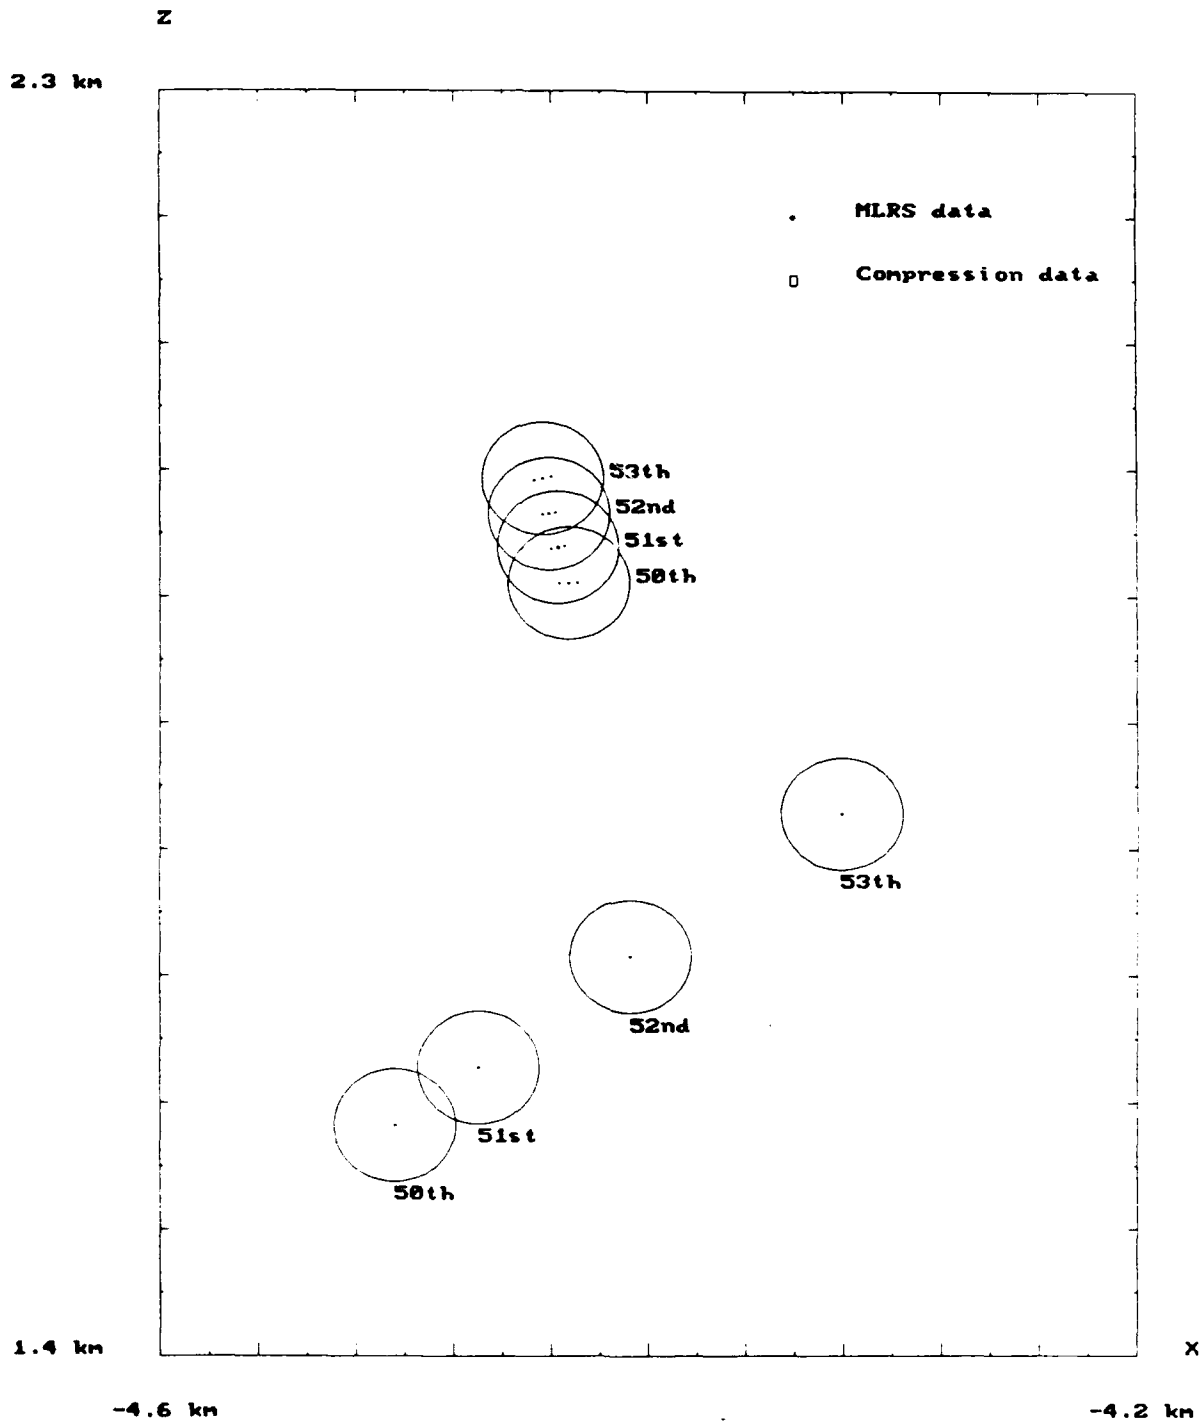 Z
2.3 km
MLRS data
Compression data
53th
52nd
51st
50th
53th
52nd
51st
50th
1.4 km
X
-4.6 km
-4.2 km